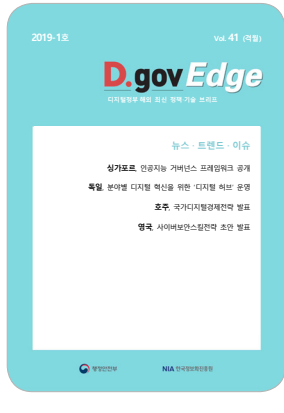 2019-1호
Vol. 41 (격월)
D.gov Edge
디지털정부 해외 최신 정책·기술 브리프
뉴스 · 트렌드 · 이슈
싱가포르, 인공지능 거버넌스 프레임워크 공개
독일, 분야별 디지털 혁신을 위한 '디지털 허브' 운영
호주, 국가디지털경제전략 발표
영국, 사이버보안스킬전략 초안 발표
행정안전부
NIA 한국정보화진흥원